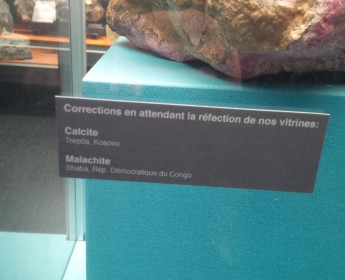 Corrections en attendant la réfection de nos vitrines:
Calcite
Trepča, Kosovo
Malachite
Shaba, Rép. Démocratique du Congo